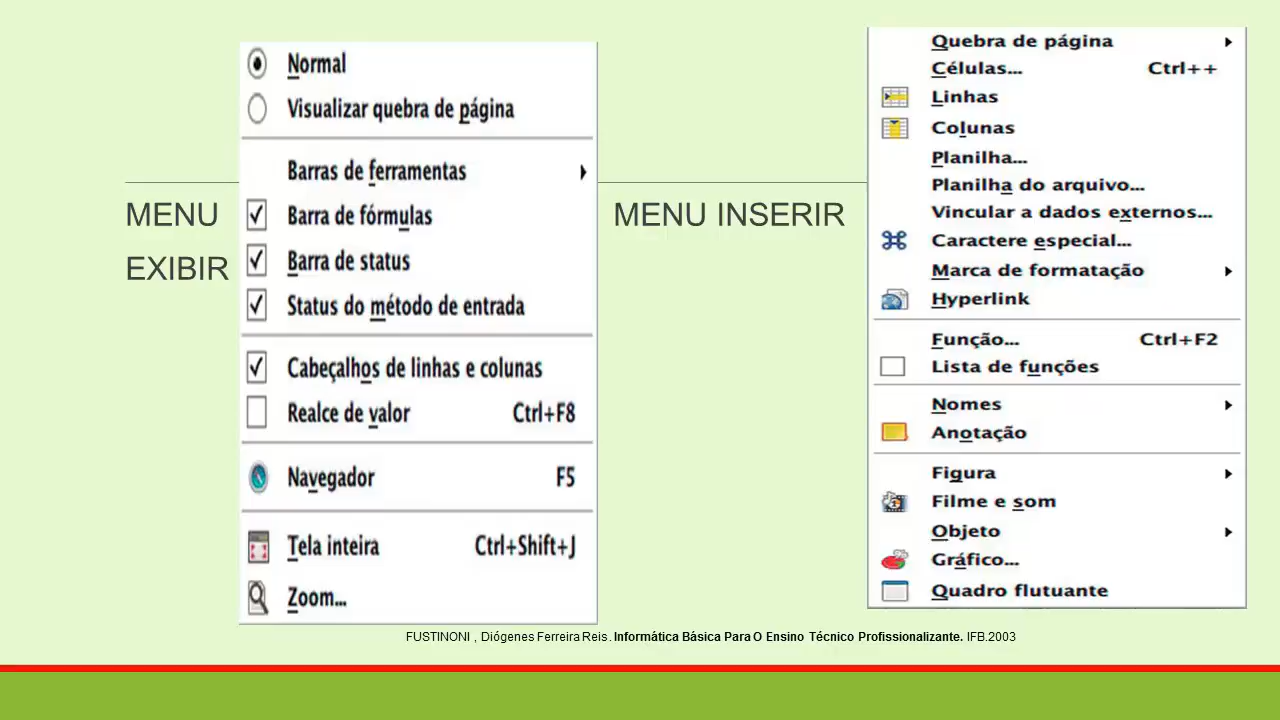 MENU
EXIBIR
Normal
Visualizar quebra de página
Barras de ferramentas
Barra de fórmulas
Barra de status
Status do método de entrada
Cabeçalhos de linhas e colunas
Realce de valor Ctrl+F8
Navegador F5
Tela inteira Ctrl+Shift+J
Zoom...
MENU INSERIR
Quebra de página
Células... Ctrl++
Linhas
Colunas
Planilha...
Planilha do arquivo...
Vincular a dados externos...
Caractere especial...
Marca de formatação
Hyperlink
Função... Ctrl+F2
Lista de funções
Nomes
Anotação
Figura
Filme e som
Objeto
Gráfico...
Quadro flutuante
FUSTINONI , Diógenes Ferreira Reis. Informática Básica Para O Ensino Técnico Profissionalizante. IFB.2003